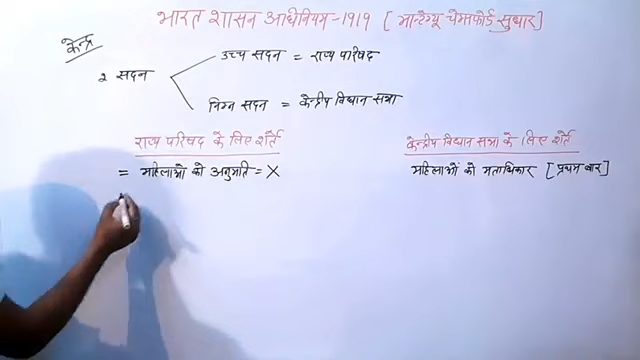 भारत शासन अधिनियम-1919 [मान्टेग्यू चेम्सफोर्ड सुधार]
केन्द्र
2 सदन
उच्च सदन = राज्य परिषद
निम्न सदन = केन्द्रीय विधान सभा
राज्य परिषद के लिए शर्ते
केन्द्रीय विधान सभा के लिए शर्ते
= महिलाओ को अनुमति = X
महिलाओं को मताधिकार [प्रथम बार]
=